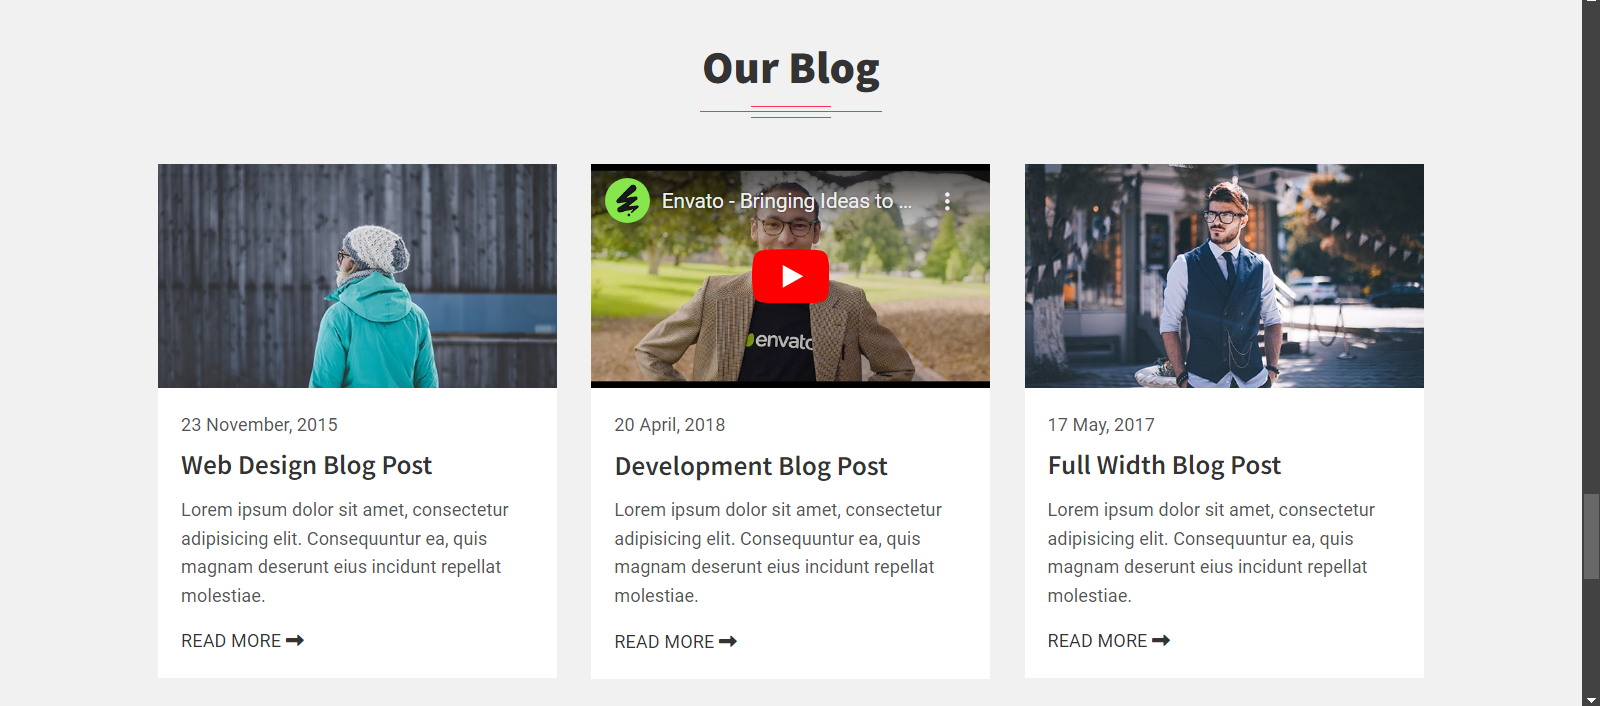 Our Blog
Envato - Bringing Ideas to ...
envato
23 November, 2015
Web Design Blog Post
Lorem ipsum dolor sit amet, consectetur
adipisicing elit. Consequuntur ea, quis
magnam deserunt eius incidunt repellat
molestiae.
READ MORE
20 April, 2018
Development Blog Post
Lorem ipsum dolor sit amet, consectetur
adipisicing elit. Consequuntur ea, quis
magnam deserunt eius incidunt repellat
molestiae.
READ MORE
17 May, 2017
Full Width Blog Post
Lorem ipsum dolor sit amet, consectetur
adipisicing elit. Consequuntur ea, quis
magnam deserunt eius incidunt repellat
molestiae.
READ MORE